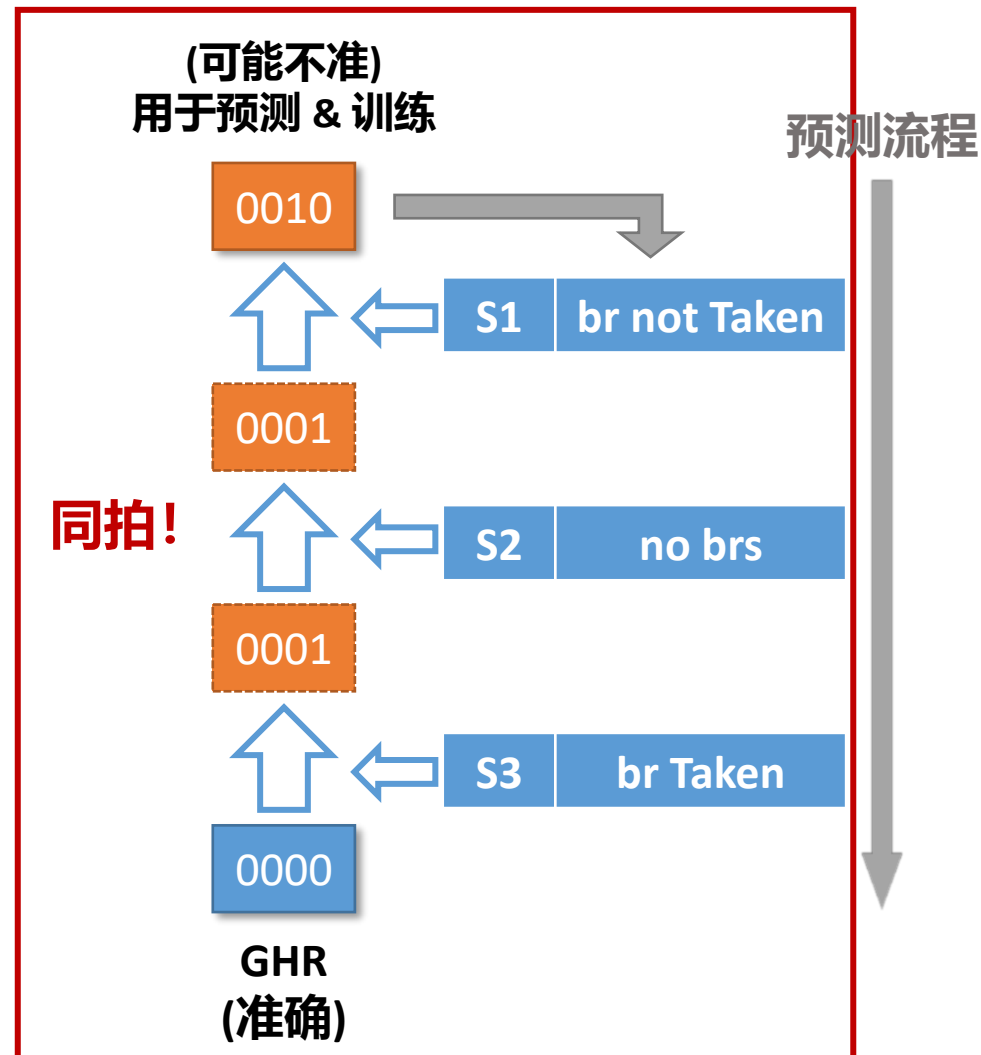 (可能不准)
用于预测 & 训练
预测流程
0010
S1 br not Taken
0001
同拍！
S2 no brs
0001
S3 br Taken
0000
GHR
(准确)